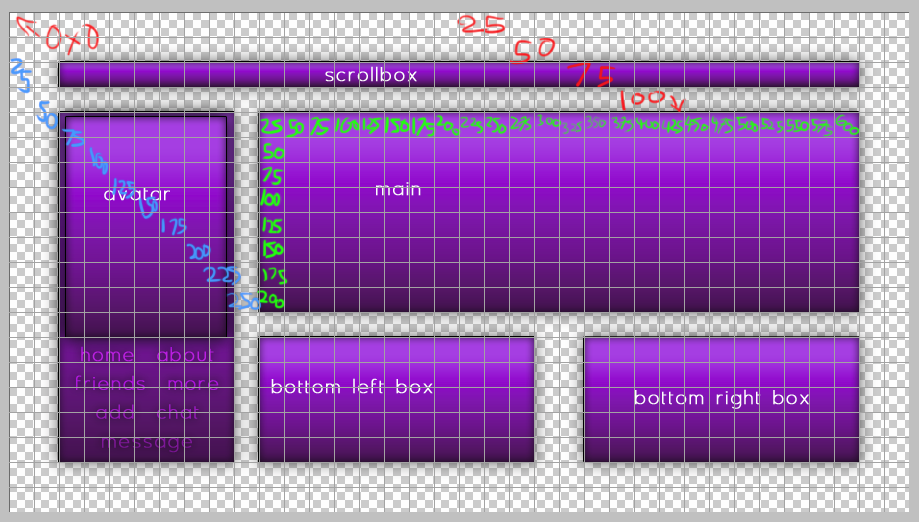 0x0
25
50
75
100
25
50
75
100
125
150
175
200
225
250
scrollbox
avatar
home about
friends more
add chat
message
25 50 75 100 125 150 175 200 225 250 275 300 325 350 375 400 425 450 475 500 525 550 575 600
50
75
100
125
150
175
200
main
bottom left box
bottom right box